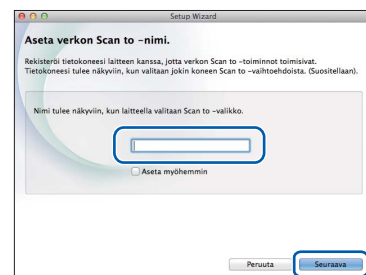 Setup Wizard
Aseta verkon Scan to -nimi.
Rekisteröi tietokoneesi laitteen kanssa, jotta verkon Scan to -toiminnot toimisivat.
Tietokoneesi tulee näkyviin, kun valitaan jokin koneen Scan to -vaihtoehdoista. (Suositellaan).
Nimi tulee näkyviin, kun laitteella valitaan Scan to -valikko.
Aseta myöhemmin
Peruuta
Seuraava